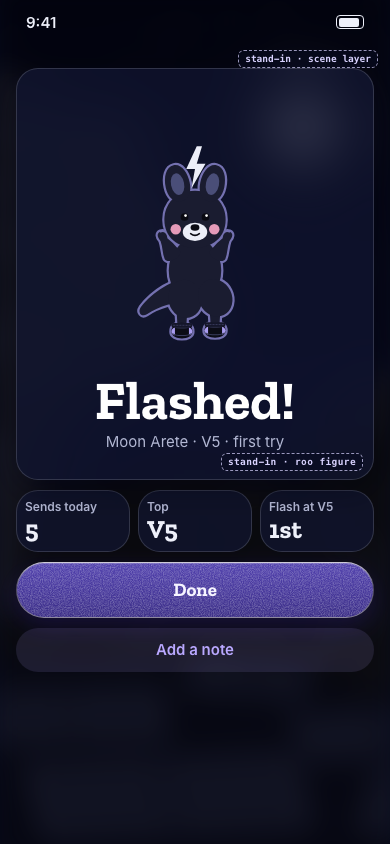 9:41
stand-in · scene layer
Flashed!
Moon Arete · V5 · first try
stand-in · roo figure
Sends today
5
Top
V5
Flash at V5
1st
Done
Add a note